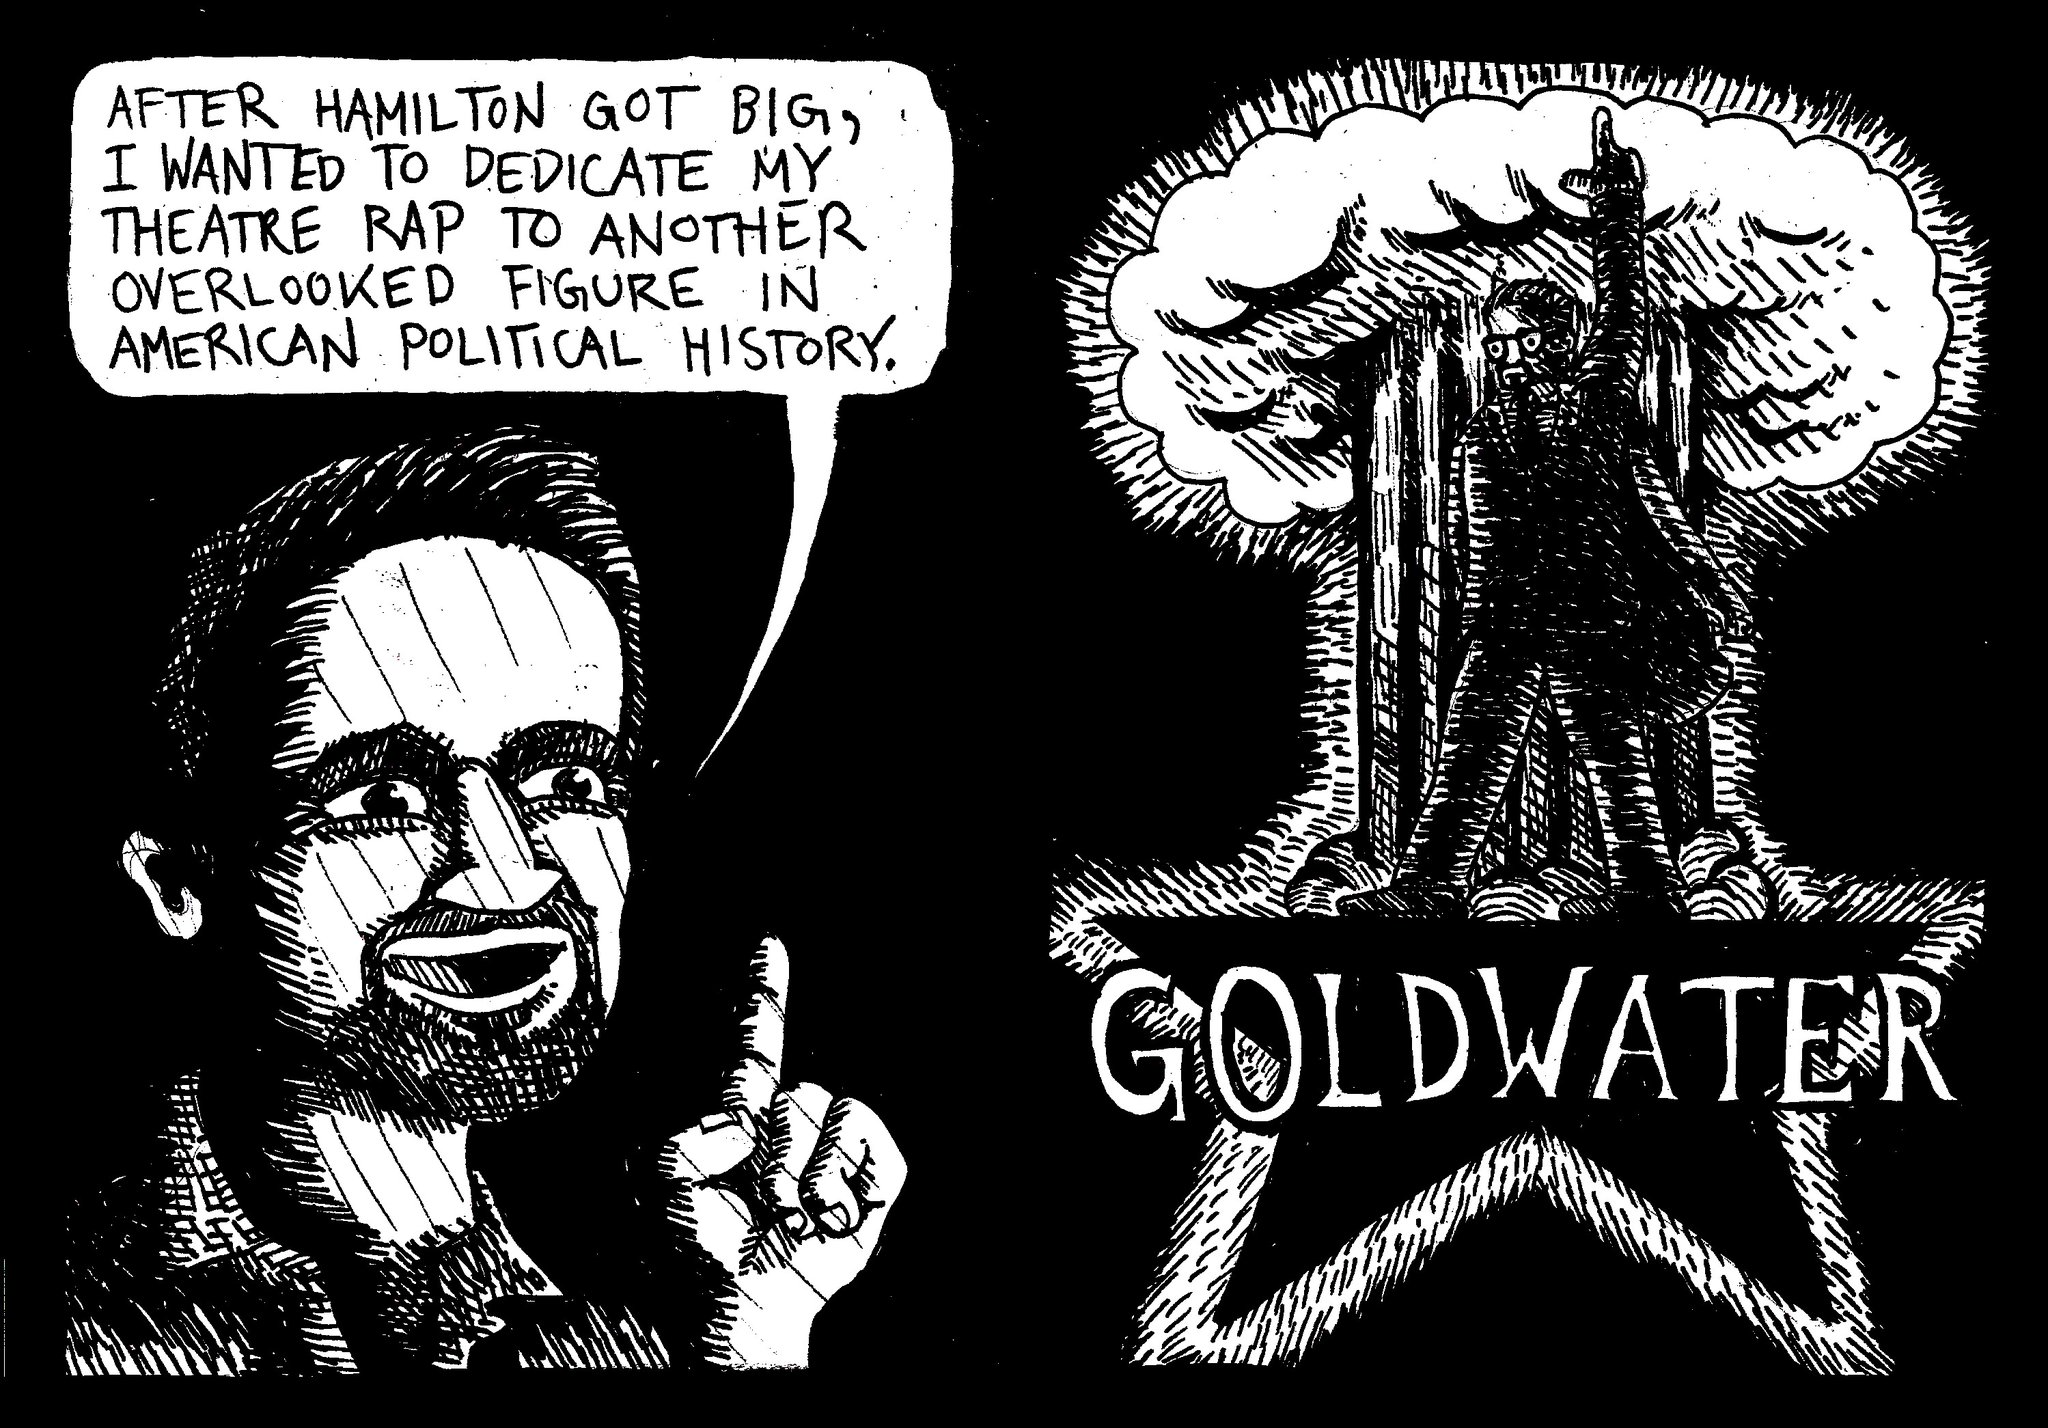 AFTER HAMILTON GOT BIG,
I WANTED TO DEDICATE MY
THEATRE RAP TO ANOTHER
OVERLOOKED FIGURE IN
AMERICAN POLITICAL HISTORY.
GOLDWATER